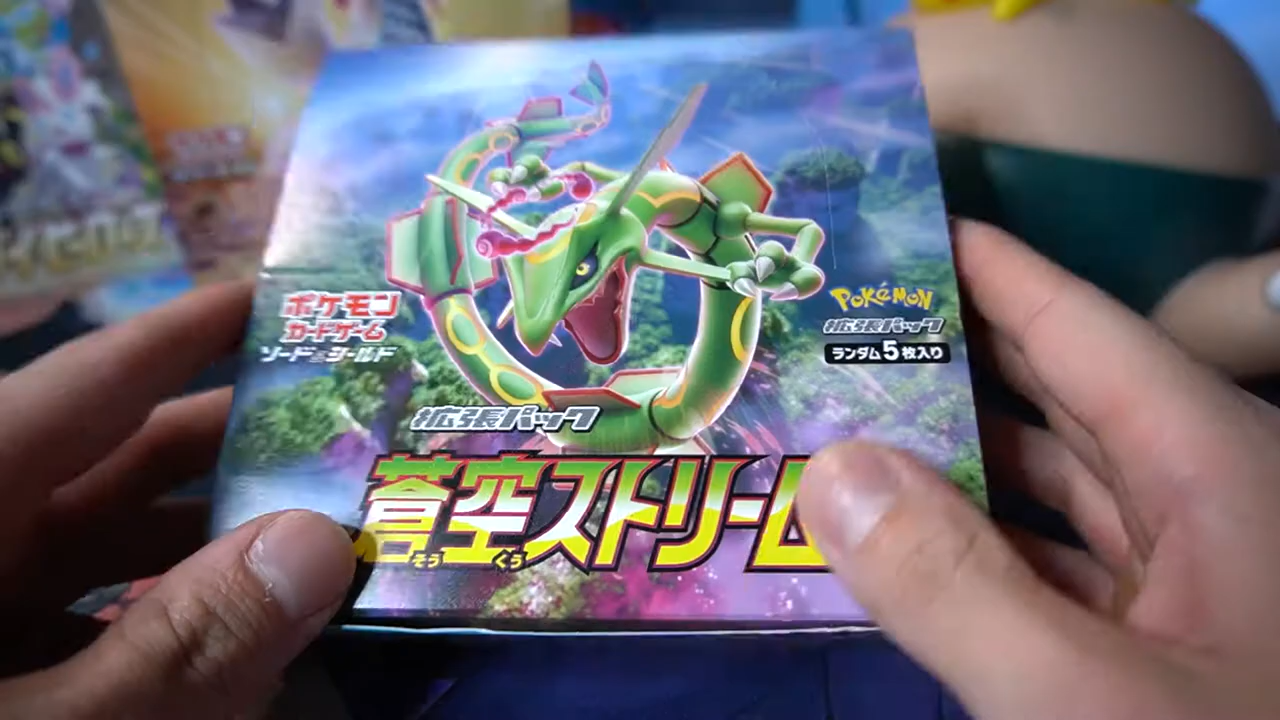 ポケモン
カードゲーム
ソード&シールド
POKéMON
拡張パック
ランダム5枚入り
拡張パック
蒼空ストリーム
そう くう